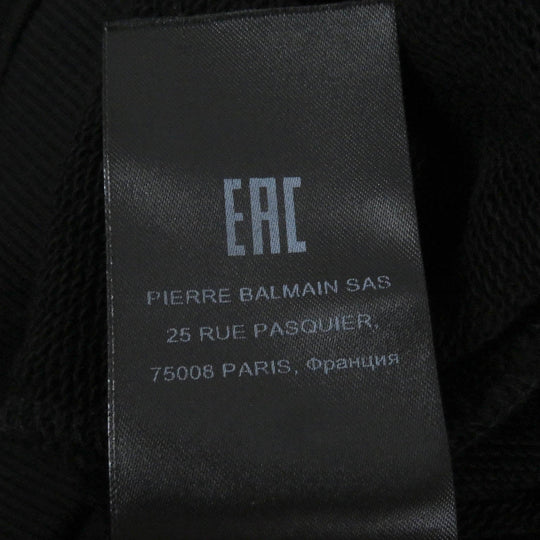 EAC
PIERRE BALMAIN SAS
25 RUE PASQUIER,
75008 PARIS, Франция